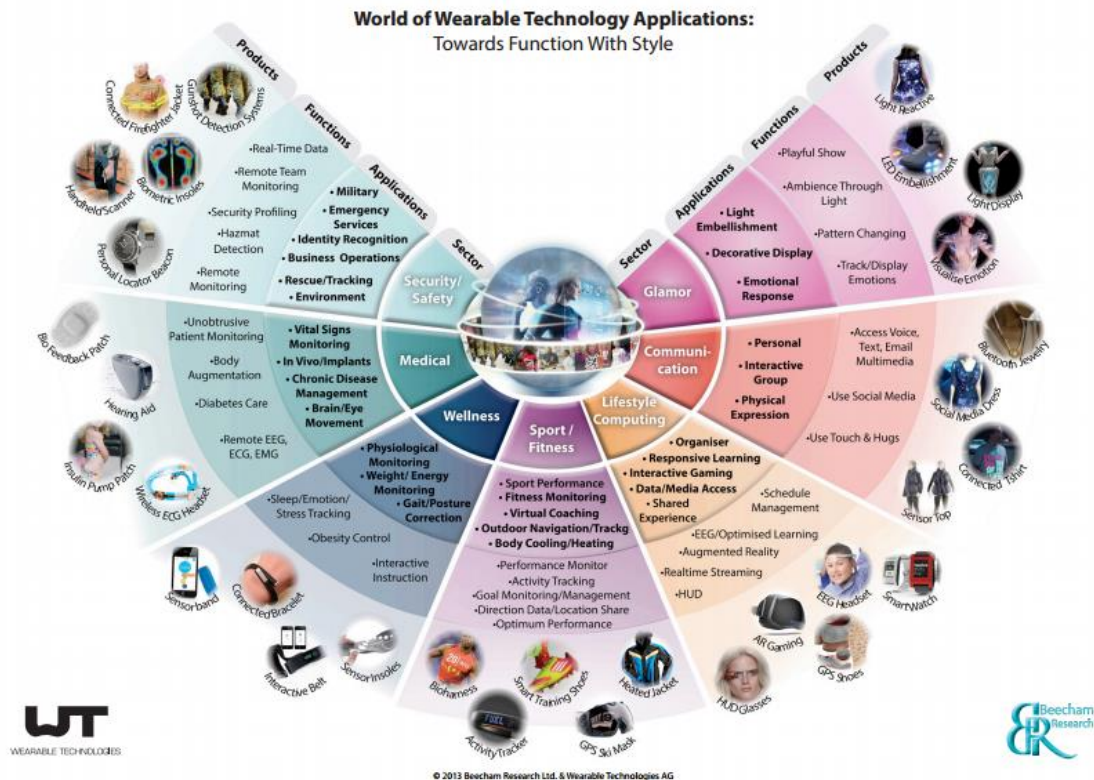 World of Wearable Technology Applications:
Towards Function With Style
Products
Functions
Applications
Sector
Security/
Safety
• Military
• Emergency
Services
• Identity Recognition
• Business Operations
• Rescue/Tracking
• Environment
•Real-Time Data
•Remote Team
Monitoring
•Security Profiling
•Hazmat
Detection
•Remote
Monitoring
Connected Firefighter Jacket
Gunshot Detection Systems
Handheld Scanner
Biometric Insoles
Personal Locator Beacon
Medical
• Vital Signs
Monitoring
• In Vivo/Implants
• Chronic Disease
Management
• Brain/Eye
Movement
•Unobtrusive
Patient Monitoring
•Body
Augmentation
•Diabetes Care
•Remote EEG,
ECG, EMG
Bio Feedback Patch
Hearing Aid
Insulin Pump Patch
Wireless ECG Headset
Wellness
• Physiological
Monitoring
• Weight/ Energy
Monitoring
• Gait/Posture
Correction
•Sleep/Emotion/
Stress Tracking
•Obesity Control
•Interactive
Instruction
Sensorband
Connected Bracelet
Interactive Belt
Sensor Insoles
Sport /
Fitness
• Sport Performance
• Fitness Monitoring
• Virtual Coaching
• Outdoor Navigation/Trackg
• Body Cooling/Heating
•Performance Monitor
•Activity Tracking
•Goal Monitoring/Management
•Direction Data/Location Share
•Optimum Performance
Bioharness
Activity Tracker
Smart Training Shoes
GPS Ski Mask
Heated Jacket
FUEL
Lifestyle
Computing
• Organiser
• Responsive Learning
• Interactive Gaming
• Data/Media Access
• Shared
Experience
•Schedule
Management
•EEG/Optimised Learning
•Augmented Reality
•Realtime Streaming
•HUD
HUD Glasses
AR Gaming
GPS Shoes
EEG Headset
SmartWatch
Communi-
cation
• Personal
• Interactive
Group
• Physical
Expression
•Access Voice,
Text, Email
Multimedia
•Use Social Media
•Use Touch & Hugs
Bluetooth Jewelry
Social Media Dress
Connected Tshirt
Sensor Top
Glamor
• Light
Embellishment
• Decorative Display
• Emotional
Response
•Playful Show
•Ambience Through
Light
•Pattern Changing
•Track/Display
Emotions
Light Reactive
LED Embellishment
Light Display
Visualise Emotion
Sector
Applications
Functions
Products
WT
WEARABLE TECHNOLOGIES
BR
Beecham
Research
© 2013 Beecham Research Ltd. & Wearable Technologies AG